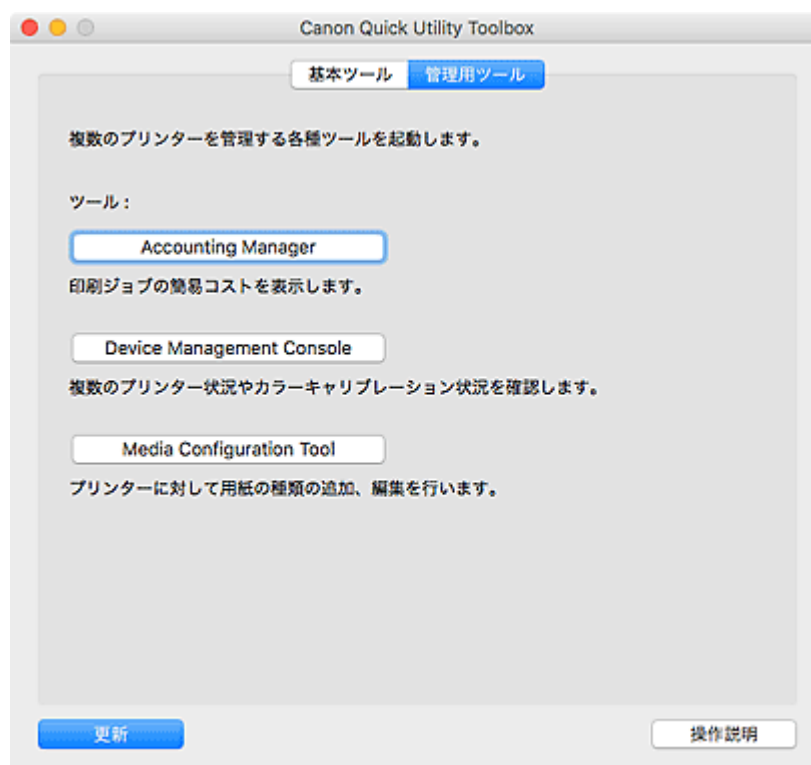 Canon Quick Utility Toolbox
基本ツール 管理用ツール
複数のプリンターを管理する各種ツールを起動します。
ツール：
Accounting Manager
印刷ジョブの簡易コストを表示します。
Device Management Console
複数のプリンター状況やカラーキャリブレーション状況を確認します。
Media Configuration Tool
プリンターに対して用紙の種類の追加、編集を行います。
更新 操作説明